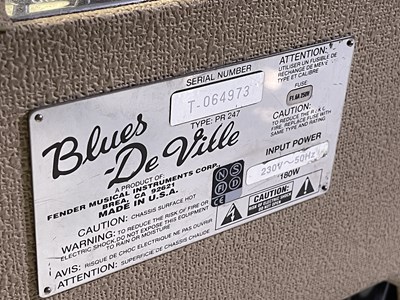 SERIAL NUMBER
T-064973
TYPE: PR 247
Blues
De Ville
A PRODUCT OF:
FENDER MUSICAL INSTRUMENTS CORP.
BREA, CA 92621
MADE IN U.S.A.
CAUTION: CHASSIS SURFACE HOT
WARNING: TO REDUCE THE RISK OF FIRE OR
ELECTRIC SHOCK DO NOT EXPOSE THIS EQUIPMENT
TO RAIN OR MOISTURE
AVIS: RISQUE DE CHOC ELECTRIQUE NE PAS OUVRIR
ATTENTION: SUPERFICIE DE CHASSIS CHAUDE
ATTENTION:
UTILISER UN FUSIBLE DE
RECHANGE DE MEME
TYPE ET CALIBRE
FUSE
CAUTION:
TO REDUCE THE RISK OF
FIRE REPLACE FUSE WITH
SAME TYPE AND RATING
INPUT POWER
230V~50Hz
180W
CAUTION: